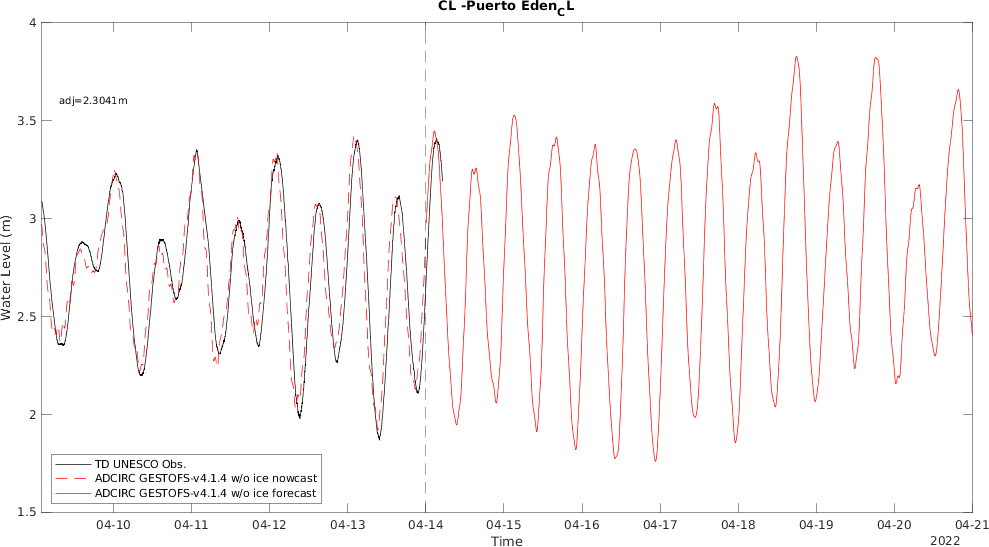 CL -Puerto Eden_CL
4
3.5
3
2.5
2
1.5
Water Level (m)
adj=2.3041m
TD UNESCO Obs.
ADCIRC GESTOFS-v4.1.4 w/o ice nowcast
ADCIRC GESTOFS-v4.1.4 w/o ice forecast
04-10 04-11 04-12 04-13 04-14 04-15 04-16 04-17 04-18 04-19 04-20 04-21
Time
2022